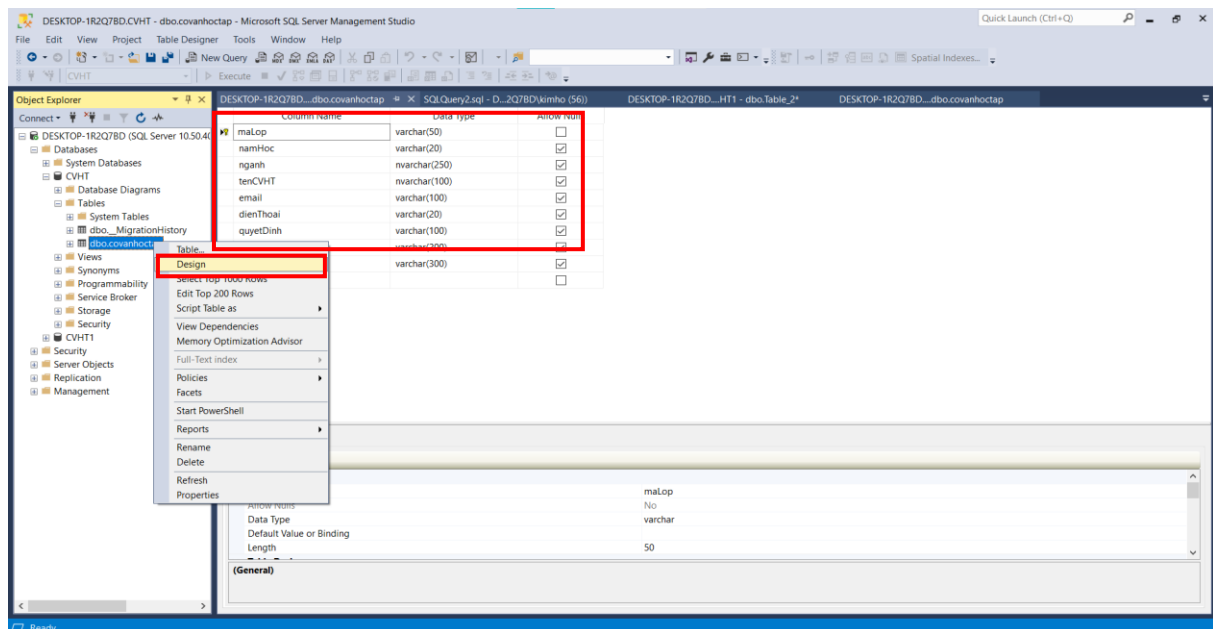 DESKTOP-1R2Q7BD.CVHT - dbo.covanhoctap - Microsoft SQL Server Management Studio
Quick Launch (Ctrl+Q)
File Edit View Project Table Designer Tools Window Help
New Query
Spatial Indexes...
CVHT
Execute
Object Explorer
DESKTOP-1R2Q7BD....dbo.covanhoctap
SQLQuery2.sql - D...2Q7BD\kimho (56))
DESKTOP-1R2Q7BD....HT1 - dbo.Table_2*
DESKTOP-1R2Q7BD....dbo.covanhoctap
Connect
Column Name Data Type Allow Null
DESKTOP-1R2Q7BD (SQL Server 10.50.40
Databases
System Databases
CVHT
Database Diagrams
Tables
System Tables
dbo.__MigrationHistory
dbo.covanhocta
Views
Synonyms
Programmability
Service Broker
Storage
Security
CVHT1
Security
Server Objects
Replication
Management
maLop varchar(50)
namHoc varchar(20)
nganh nvarchar(250)
tenCVHT nvarchar(100)
email varchar(100)
dienThoai varchar(20)
quyetDinh varchar(100)
varchar(200)
varchar(300)
Table...
Design
Select Top 1000 Rows
Edit Top 200 Rows
Script Table as
View Dependencies
Memory Optimization Advisor
Full-Text index
Policies
Facets
Start PowerShell
Reports
Rename
Delete
Refresh
Properties
maLop
Allow Nulls No
Data Type varchar
Default Value or Binding
Length 50
(General)
Ready